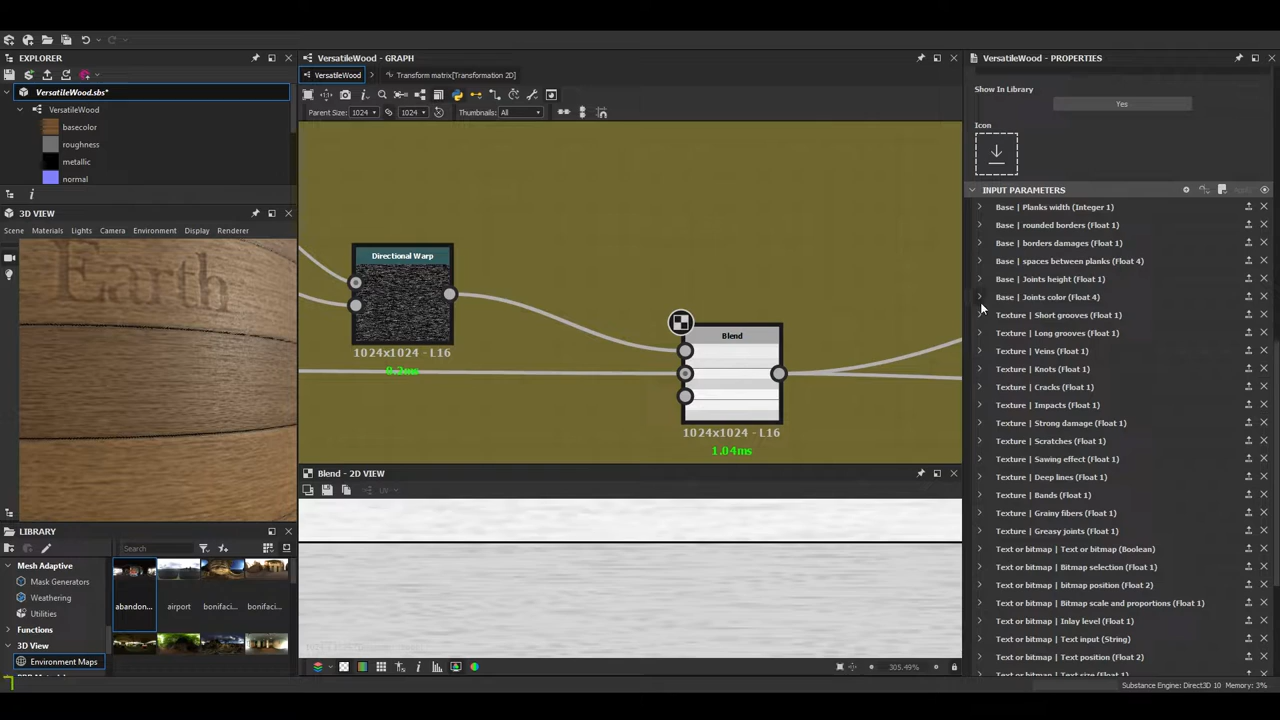 EXPLORER
VersatileWood.sbs*
VersatileWood
basecolor
roughness
metallic
normal
3D VIEW
Scene Materials Lights Camera Environment Display Renderer
Earth
LIBRARY
Search
Mesh Adaptive
Mask Generators
Weathering
Utilities
Functions
3D View
Environment Maps
abandon...
airport
bonifaci...
bonifaci...
VersatileWood - GRAPH
VersatileWood
Transform matrix[Transformation 2D]
Parent Size: 1024 1024 Thumbnails: All
Directional Warp
1024x1024 - L16
Blend
1024x1024 - L16
1.04ms
Blend - 2D VIEW
UV
305.49%
VersatileWood - PROPERTIES
Show In Library
Yes
Icon
INPUT PARAMETERS
Base | Planks width (Integer 1)
Base | rounded borders (Float 1)
Base | borders damages (Float 1)
Base | spaces between planks (Float 4)
Base | Joints height (Float 1)
Base | Joints color (Float 4)
Texture | Short grooves (Float 1)
Texture | Long grooves (Float 1)
Texture | Veins (Float 1)
Texture | Knots (Float 1)
Texture | Cracks (Float 1)
Texture | Impacts (Float 1)
Texture | Strong damage (Float 1)
Texture | Scratches (Float 1)
Texture | Sawing effect (Float 1)
Texture | Deep lines (Float 1)
Texture | Bands (Float 1)
Texture | Grainy fibers (Float 1)
Texture | Greasy joints (Float 1)
Text or bitmap | Text or bitmap (Boolean)
Text or bitmap | Bitmap selection (Float 1)
Text or bitmap | bitmap position (Float 2)
Text or bitmap | Bitmap scale and proportions (Float 1)
Text or bitmap | Inlay level (Float 1)
Text or bitmap | Text input (String)
Text or bitmap | Text position (Float 2)
Text or bitmap | Text size (Float 1)
Substance Engine: Direct3D 10 Memory: 3%